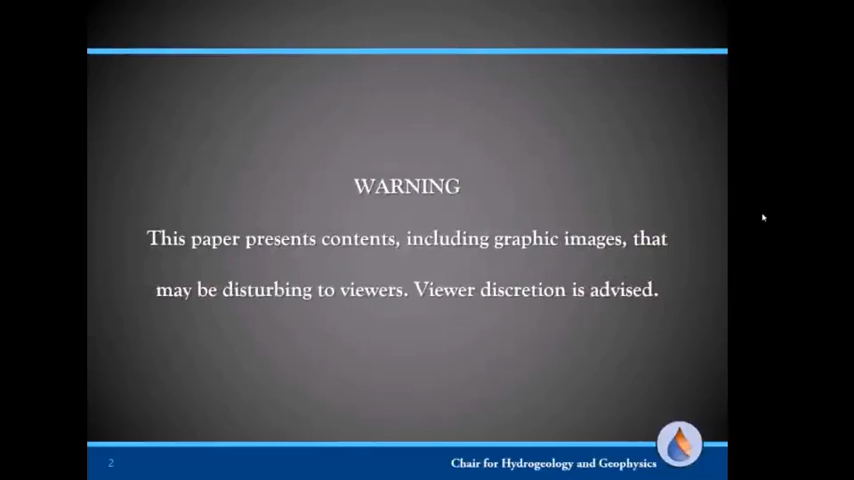 WARNING
This paper presents contents, including graphic images, that
may be disturbing to viewers. Viewer discretion is advised.
2
Chair for Hydrogeology and Geophysics